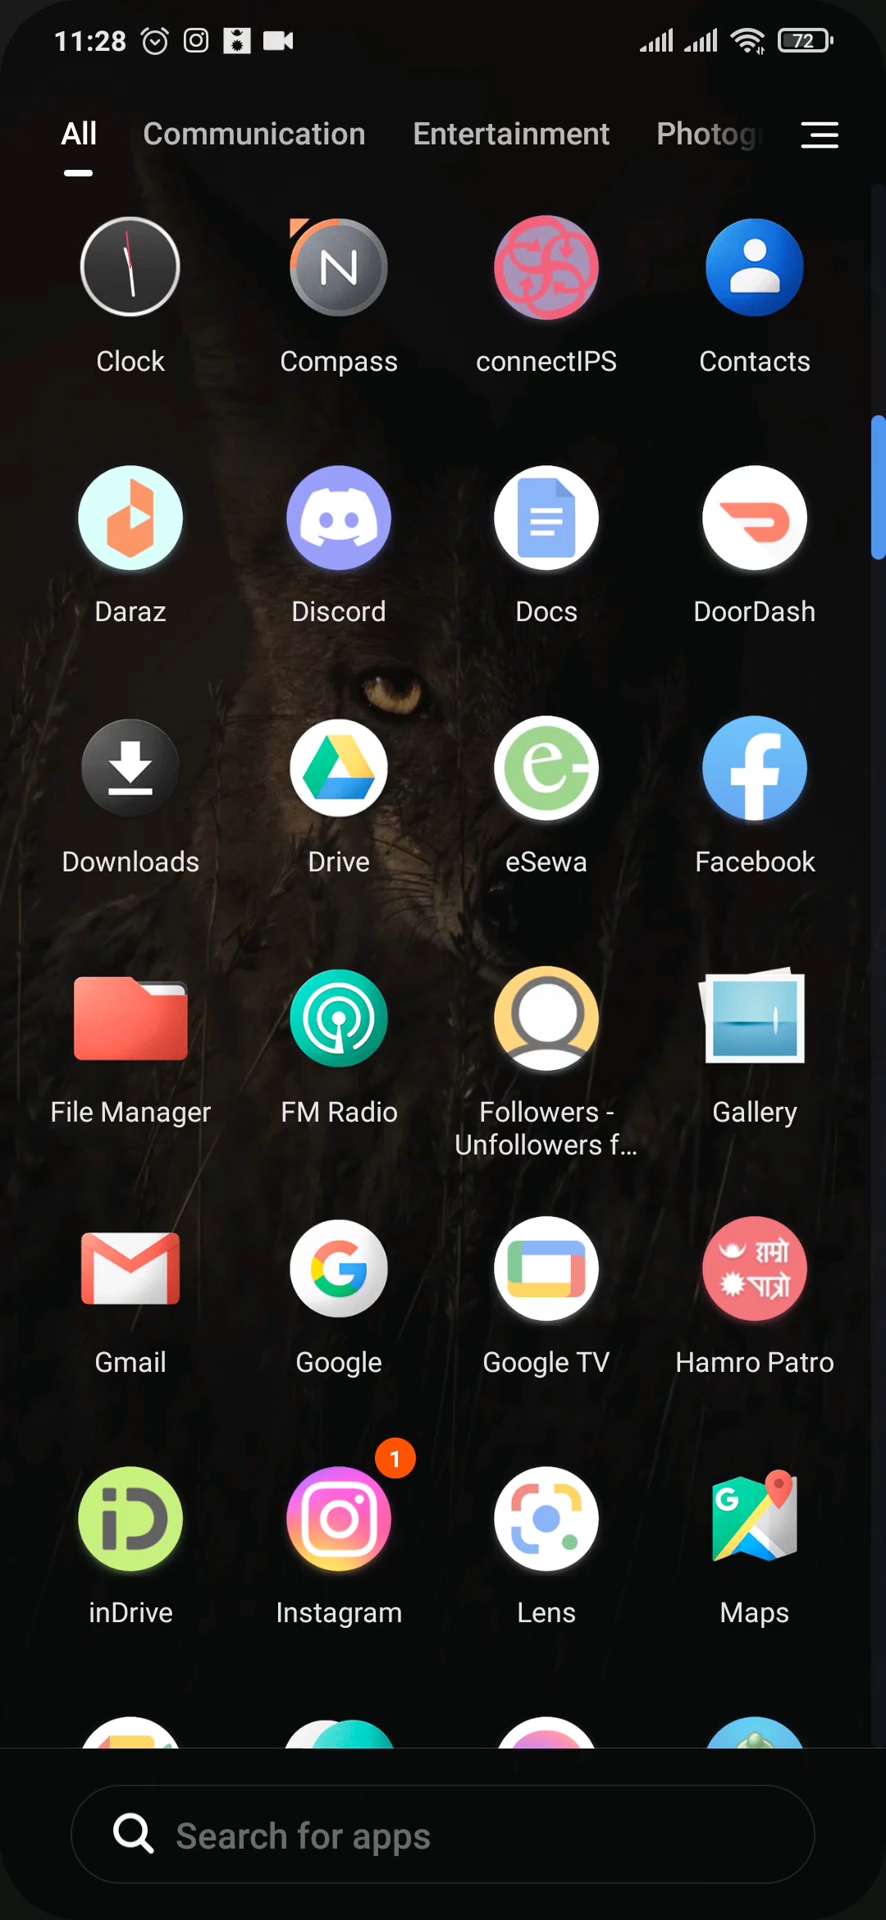 11:28
72
All Communication Entertainment Photog
N
Clock Compass connectIPS Contacts
Daraz Discord Docs DoorDash
Downloads Drive eSewa Facebook
File Manager FM Radio Followers - Unfollowers f... Gallery
G
हाम्रो
पात्रो
Gmail Google Google TV Hamro Patro
1
iD
G
inDrive Instagram Lens Maps
Search for apps